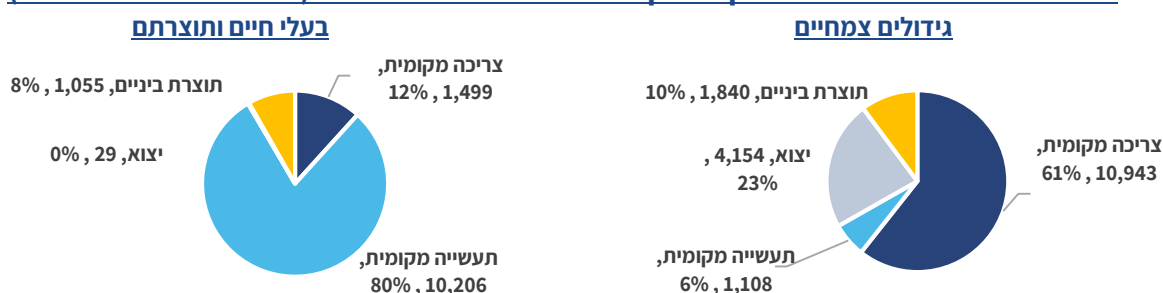 גידולים צמחיים
צריכה מקומית,
10,943 , 61%
תעשייה מקומית,
1,108 , 6%
יצוא, 4,154 ,
23%
תוצרת ביניים, 1,840 , 10%
בעלי חיים ותוצרתם
צריכה מקומית,
1,499 , 12%
תעשייה מקומית,
10,206 , 80%
יצוא, 29 , 0%
תוצרת ביניים, 1,055 , 8%